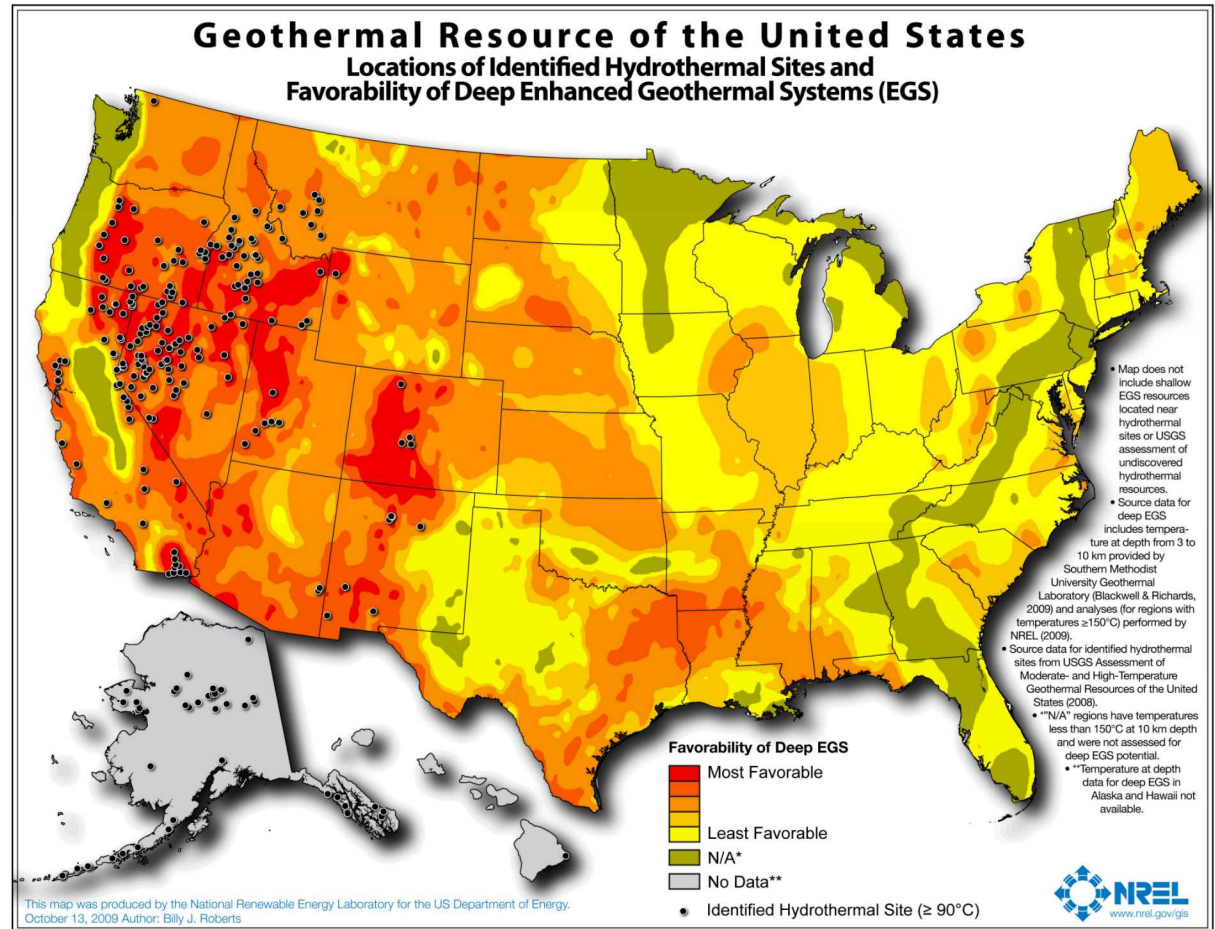 Geothermal Resource of the United States
Locations of Identified Hydrothermal Sites and
Favorability of Deep Enhanced Geothermal Systems (EGS)
• Map does not
include shallow
EGS resources
located near
hydrothermal
sites or USGS
assessment of
undiscovered
hydrothermal
resources.
• Source data for
deep EGS
includes tempera-
ture at depth from 3 to
10 km provided by
Southern Methodist
University Geothermal
Laboratory (Blackwell & Richards,
2009) and analyses (for regions with
temperatures ≥150°C) performed by
NREL (2009).
• Source data for identified hydrothermal
sites from USGS Assessment of
Moderate- and High-Temperature
Geothermal Resources of the United
States (2008).
• *"N/A" regions have temperatures
less than 150°C at 10 km depth
and were not assessed for
deep EGS potential.
• **Temperature at depth
data for deep EGS in
Alaska and Hawaii not
available.
Favorability of Deep EGS
Most Favorable
Least Favorable
N/A*
No Data**
Identified Hydrothermal Site (≥ 90°C)
This map was produced by the National Renewable Energy Laboratory for the US Department of Energy.
October 13, 2009 Author: Billy J. Roberts
NREL
www.nrel.gov/gis